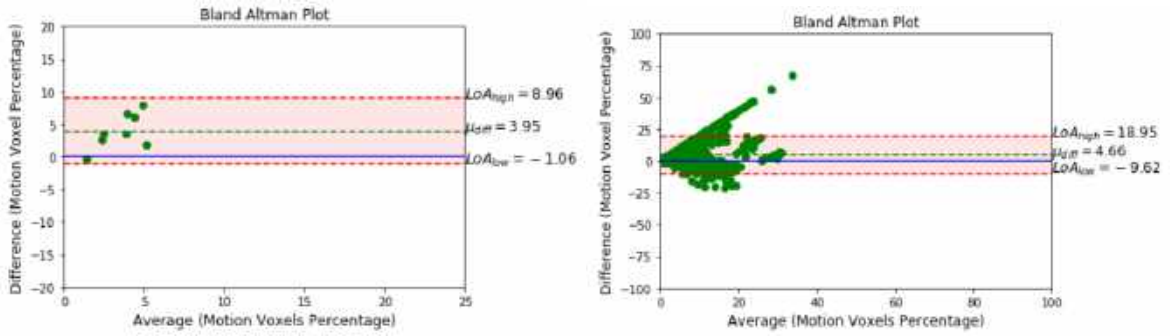 Bland Altman Plot
20
15
10
5
0
−5
−10
−15
−20
Difference (Motion Voxel Percentage)
LoA_high = 8.96
μ_diff = 3.95
LoA_low = −1.06
0 5 10 15 20 25
Average (Motion Voxels Percentage)
Bland Altman Plot
100
75
50
25
0
−25
−50
−75
−100
Difference (Motion Voxel Percentage)
LoA_high = 18.95
μ_diff = 4.66
LoA_low = −9.62
0 20 40 60 80 100
Average (Motion Voxels Percentage)